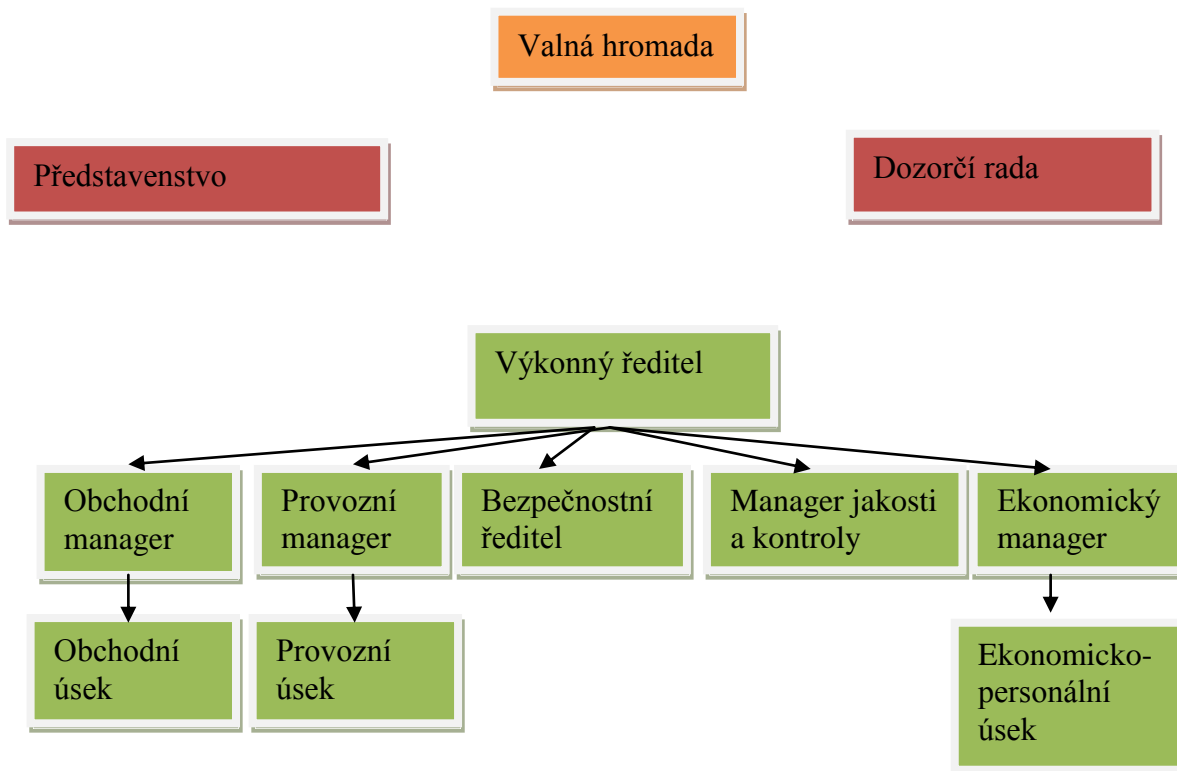 Valná hromada
Představenstvo
Dozorčí rada
Výkonný ředitel
Obchodní
manager
Provozní
manager
Bezpečnostní
ředitel
Manager jakosti
a kontroly
Ekonomický
manager
Obchodní
úsek
Provozní
úsek
Ekonomicko-
personální
úsek